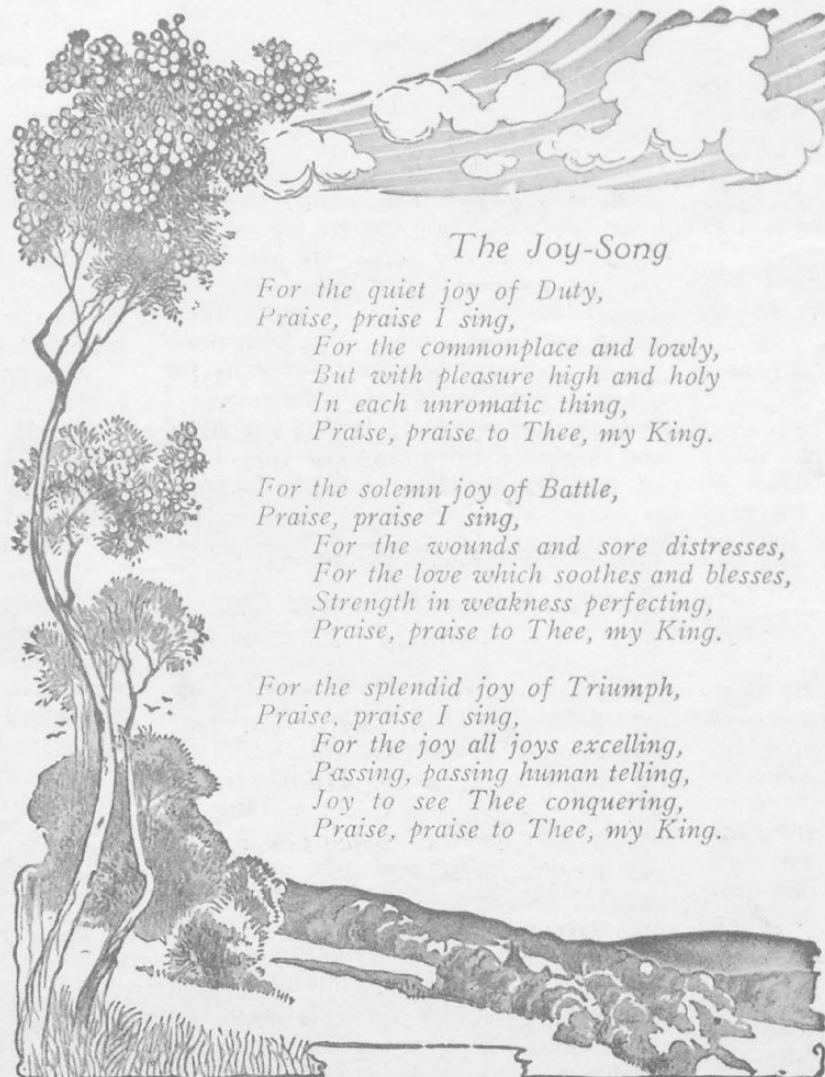 The Joy-Song
For the quiet joy of Duty,
Praise, praise I sing,
For the commonplace and lowly,
But with pleasure high and holy
In each unromatic thing,
Praise, praise to Thee, my King.
For the solemn joy of Battle,
Praise, praise I sing,
For the wounds and sore distresses,
For the love which soothes and blesses,
Strength in weakness perfecting,
Praise, praise to Thee, my King.
For the splendid joy of Triumph,
Praise, praise I sing,
For the joy all joys excelling,
Passing, passing human telling,
Joy to see Thee conquering,
Praise, praise to Thee, my King.